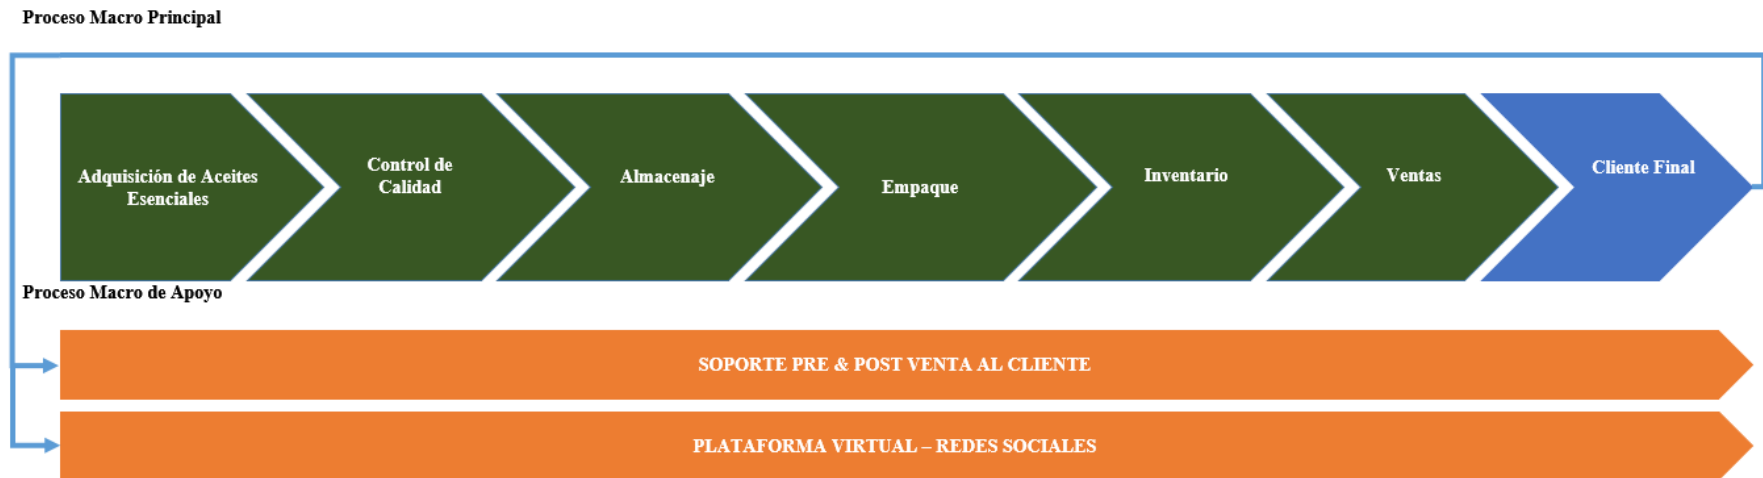 Proceso Macro Principal
Adquisición de Aceites
Esenciales
Control de
Calidad
Almacenaje
Empaque
Inventario
Ventas
Cliente Final
Proceso Macro de Apoyo
SOPORTE PRE & POST VENTA AL CLIENTE
PLATAFORMA VIRTUAL – REDES SOCIALES